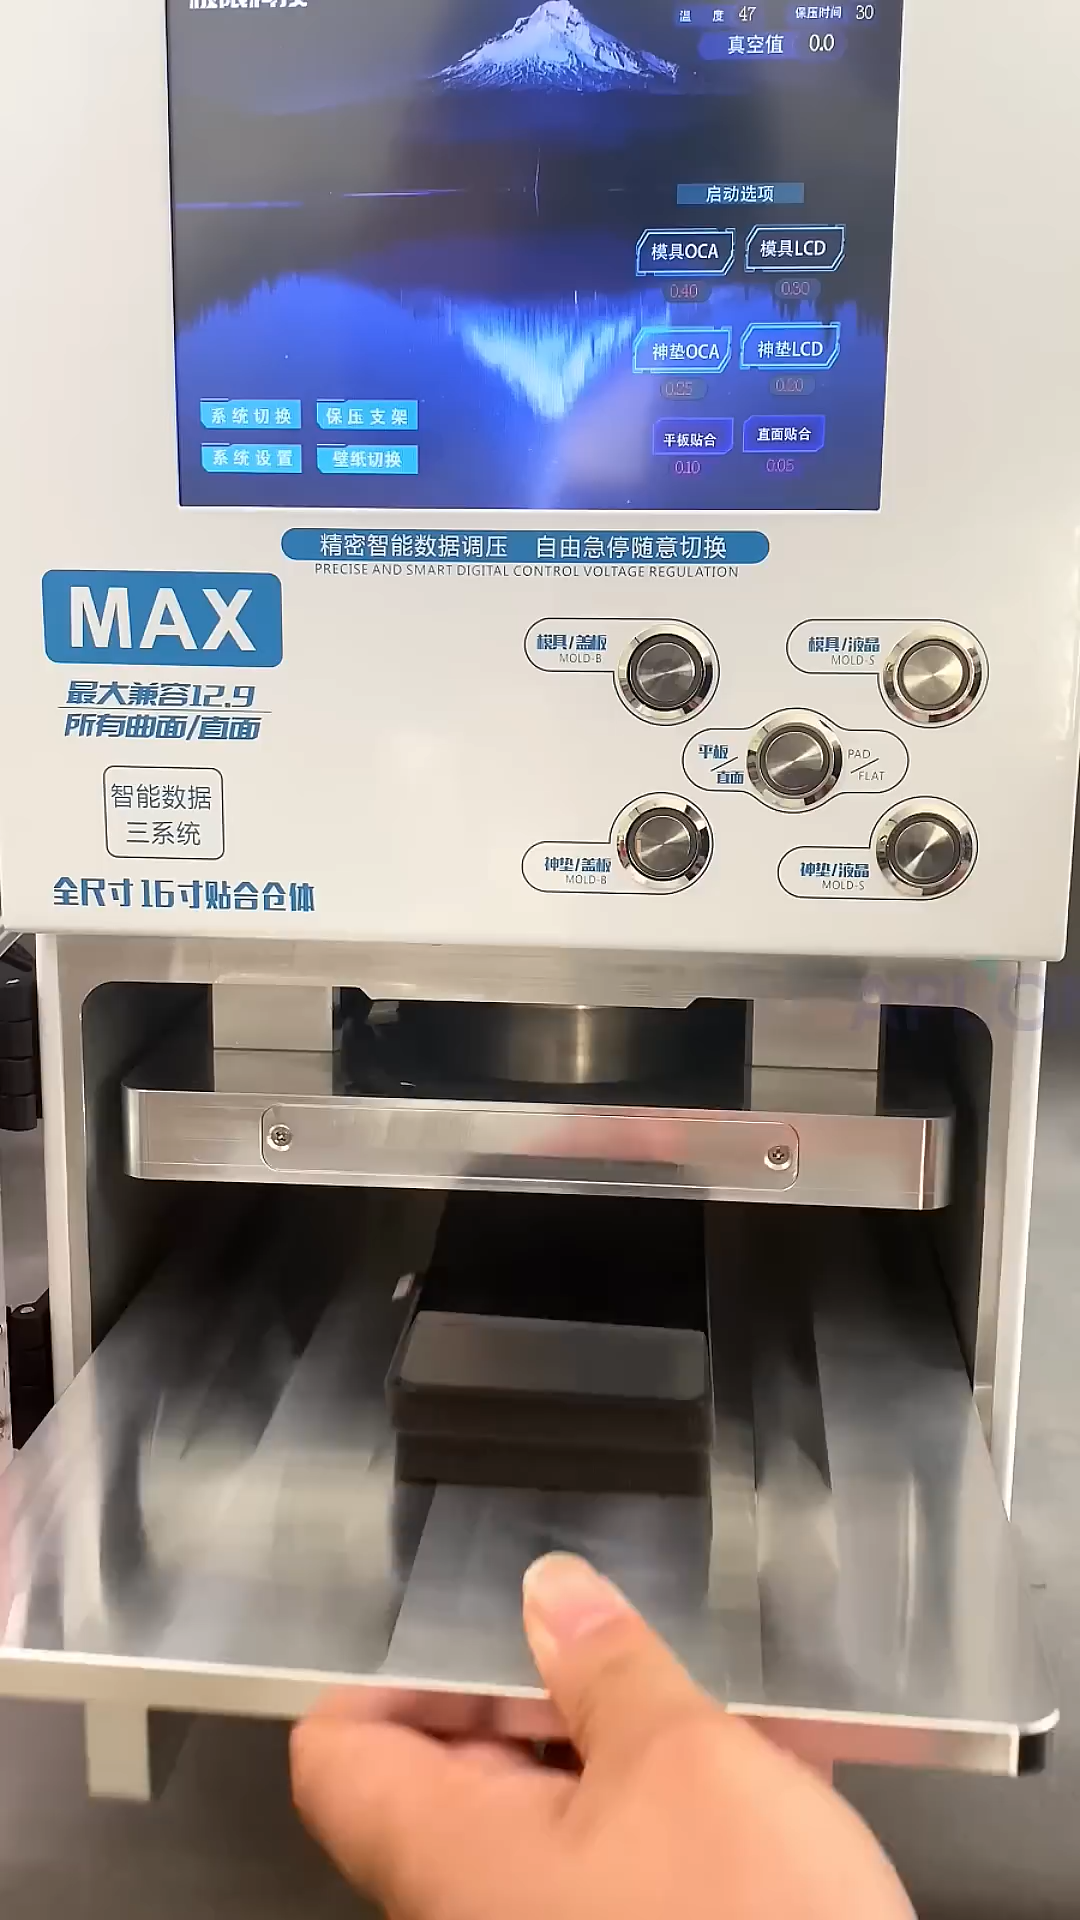 温 度 47 保压时间 30
真空值 0.0
启动选项
模具OCA 模具LCD
0.40 0.30
神垫OCA 神垫LCD
0.25 0.20
系统切换 保压支架
平板贴合 直面贴合
系统设置 壁纸切换
0.10 0.05
精密智能数据调压 自由急停随意切换
PRECISE AND SMART DIGITAL CONTROL VOLTAGE REGULATION
MAX
最大兼容12.9
所有曲面/直面
智能数据
三系统
全尺寸16寸贴合仓体
模具/盖板
MOLD-B
模具/液晶
MOLD-S
平板/直面
PAD/FLAT
神垫/盖板
MOLD-B
神垫/液晶
MOLD-S